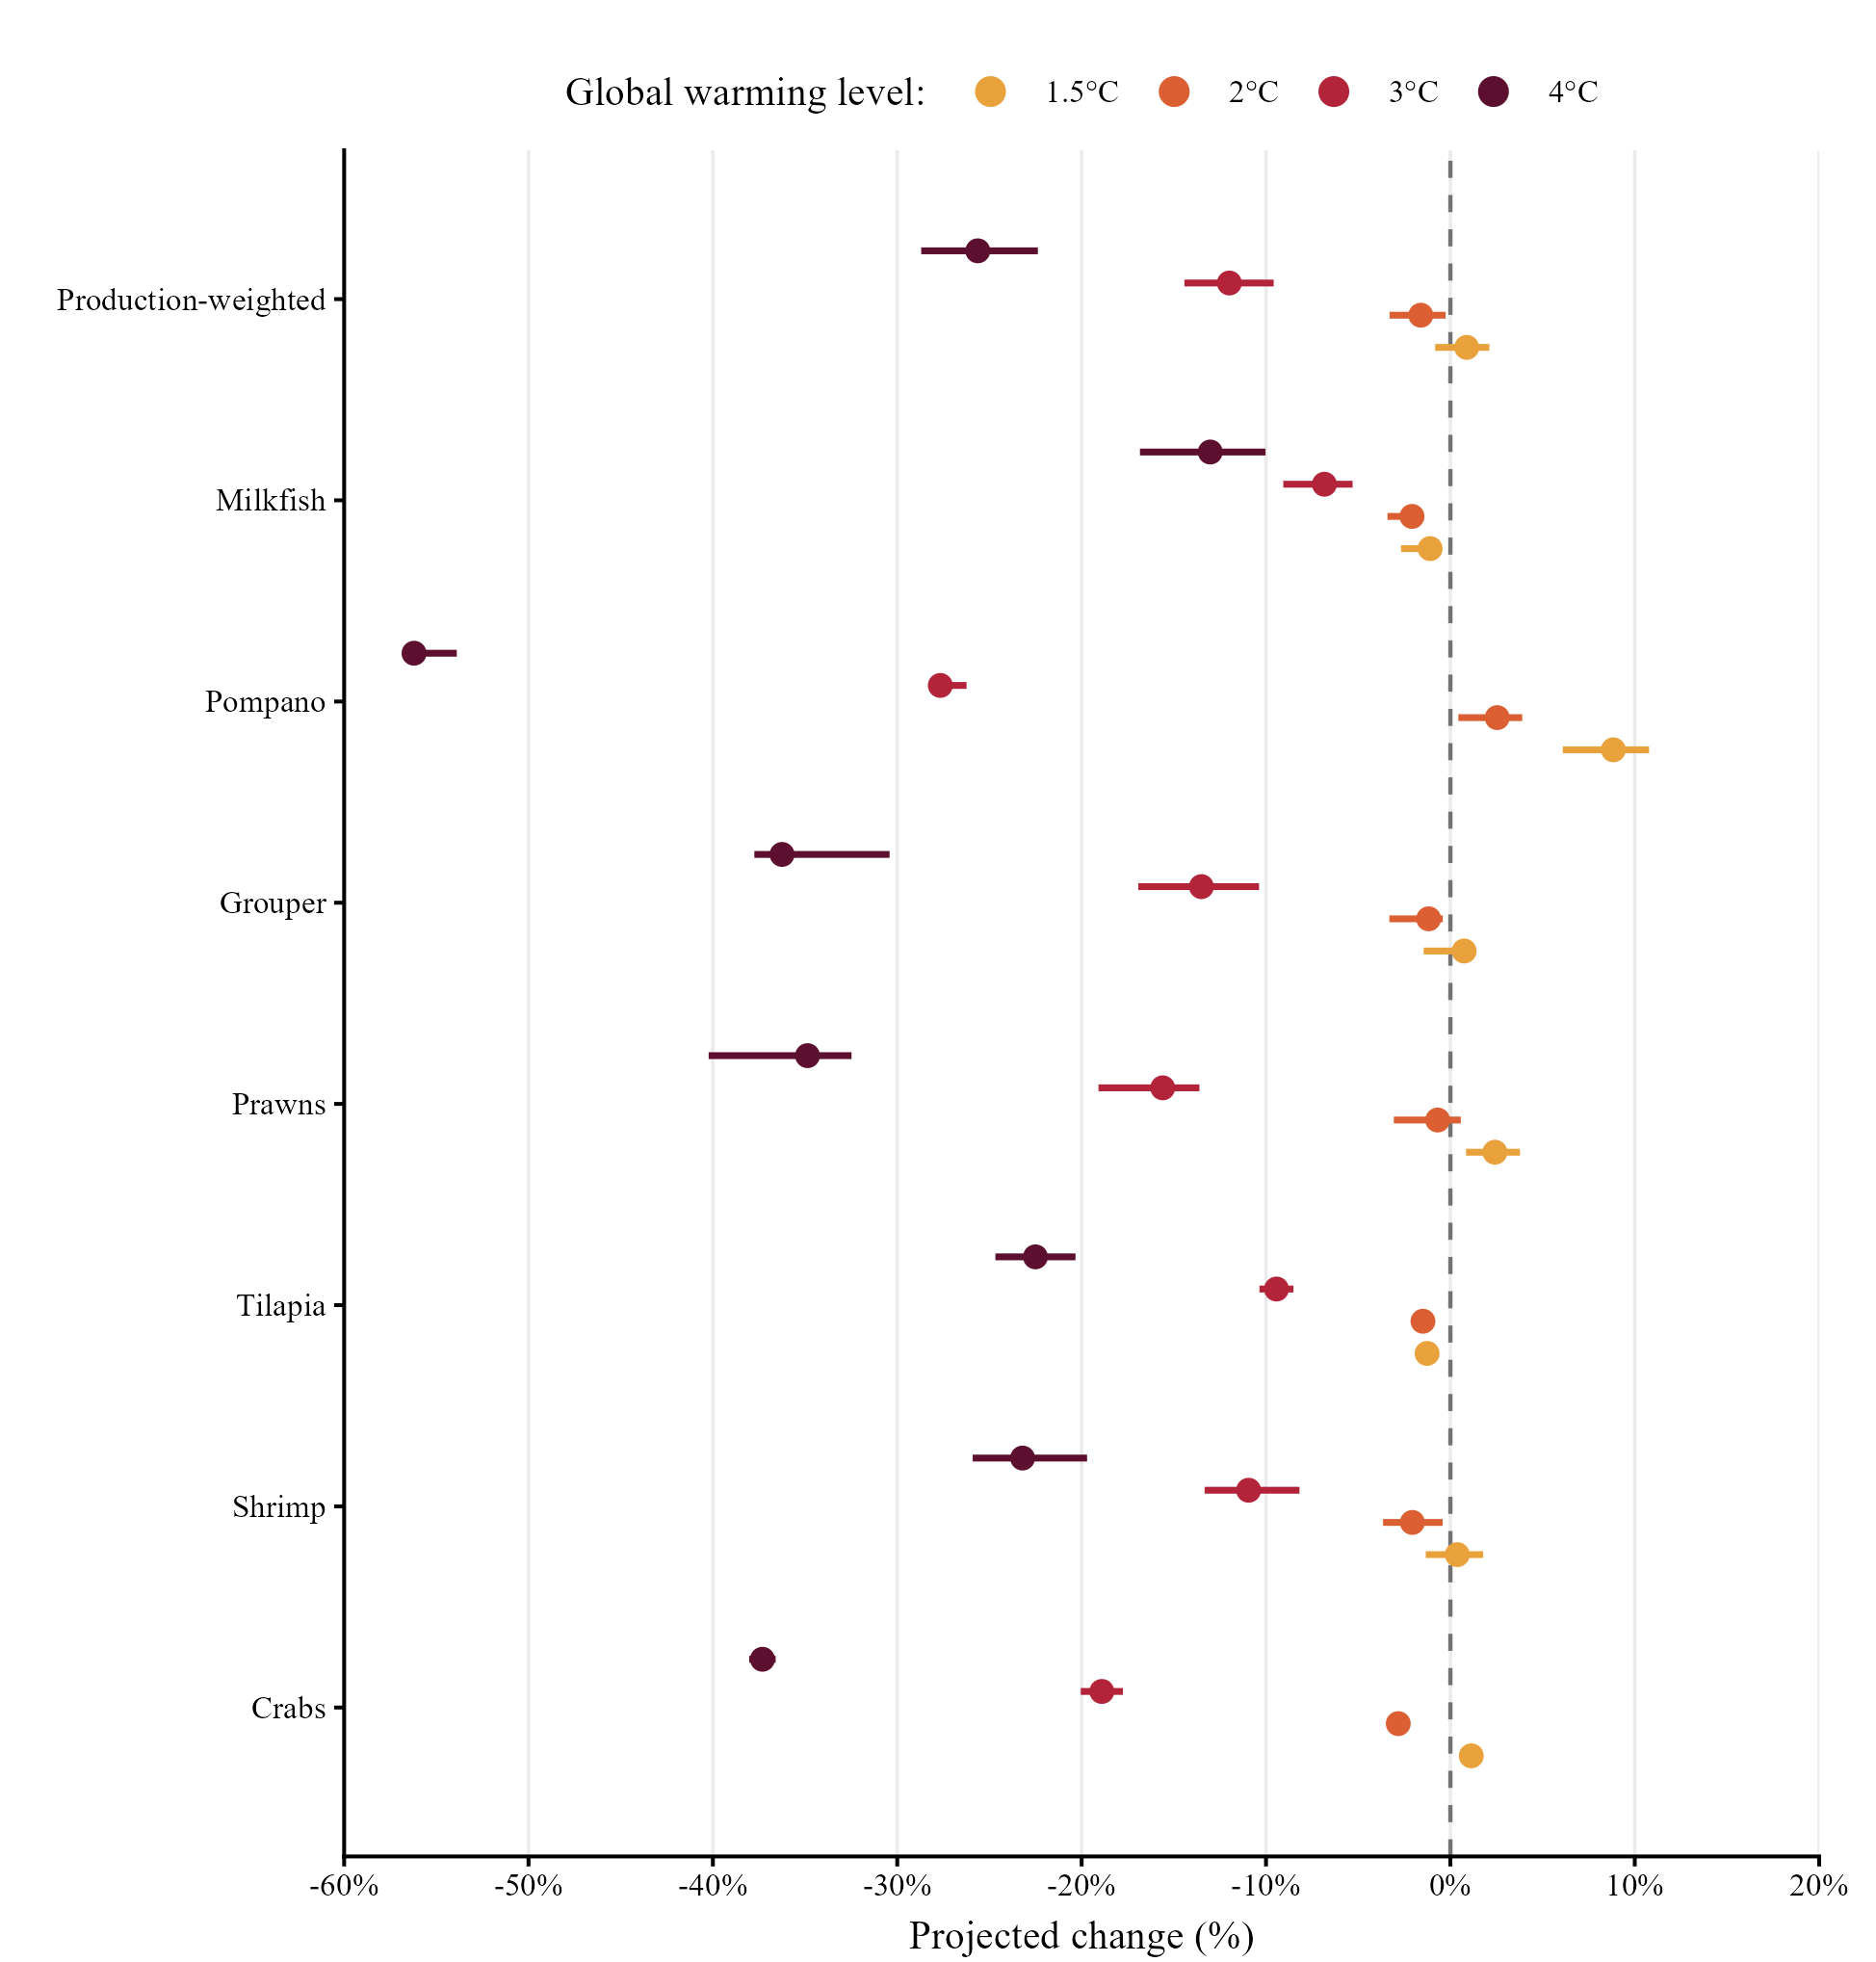 Global warming level: 1.5°C 2°C 3°C 4°C
Production-weighted
Milkfish
Pompano
Grouper
Prawns
Tilapia
Shrimp
Crabs
-60% -50% -40% -30% -20% -10% 0% 10% 20%
Projected change (%)